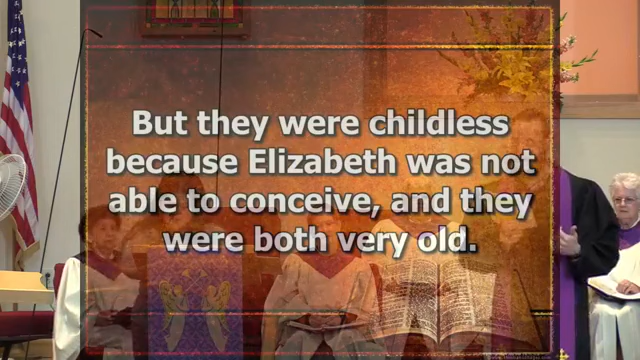 But they were childless
because Elizabeth was not
able to conceive, and they
were both very old.